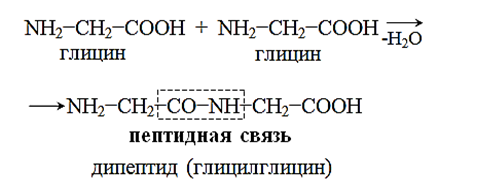 NH₂−CH₂−COOH + NH₂−CH₂−COOH ⟶
глицин глицин -H₂O
⟶NH₂−CH₂−CO−NH−CH₂−COOH
пептидная связь
дипептид (глицилглицин)